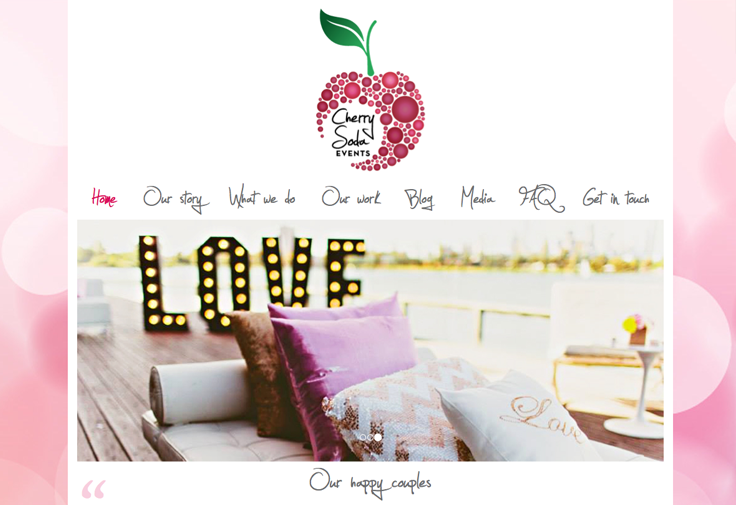 Cherry
Soda
EVENTS
Home Our story What we do Our work Blog Media FAQ Get in touch
LOVE
Love
Our happy couples
“